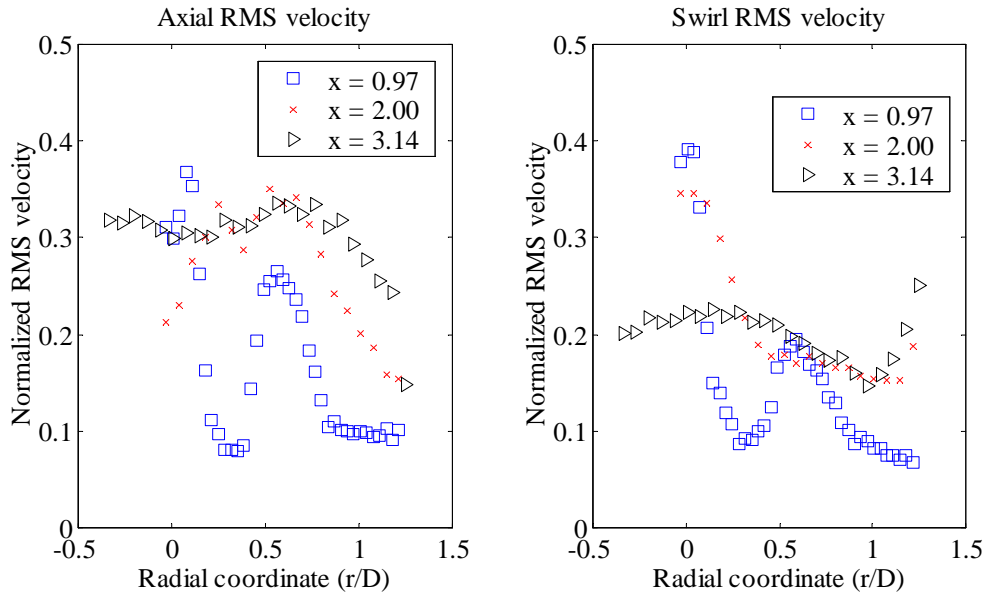 Axial RMS velocity
Normalized RMS velocity
0.5
0.4
0.3
0.2
0.1
0
-0.5
0
0.5
1
1.5
x = 0.97
x = 2.00
x = 3.14
Radial coordinate (r/D)
Swirl RMS velocity
Normalized RMS velocity
0.5
0.4
0.3
0.2
0.1
0
-0.5
0
0.5
1
1.5
x = 0.97
x = 2.00
x = 3.14
Radial coordinate (r/D)